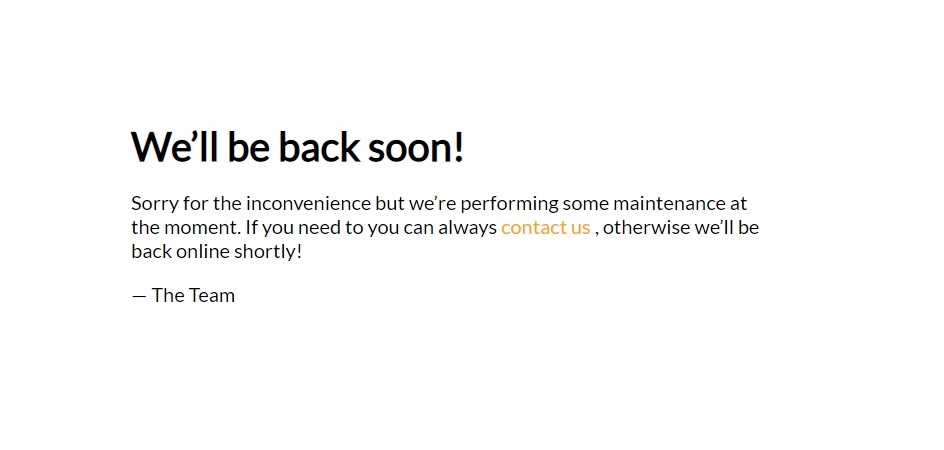 We’ll be back soon!
Sorry for the inconvenience but we’re performing some maintenance at
the moment. If you need to you can always contact us , otherwise we’ll be
back online shortly!
— The Team